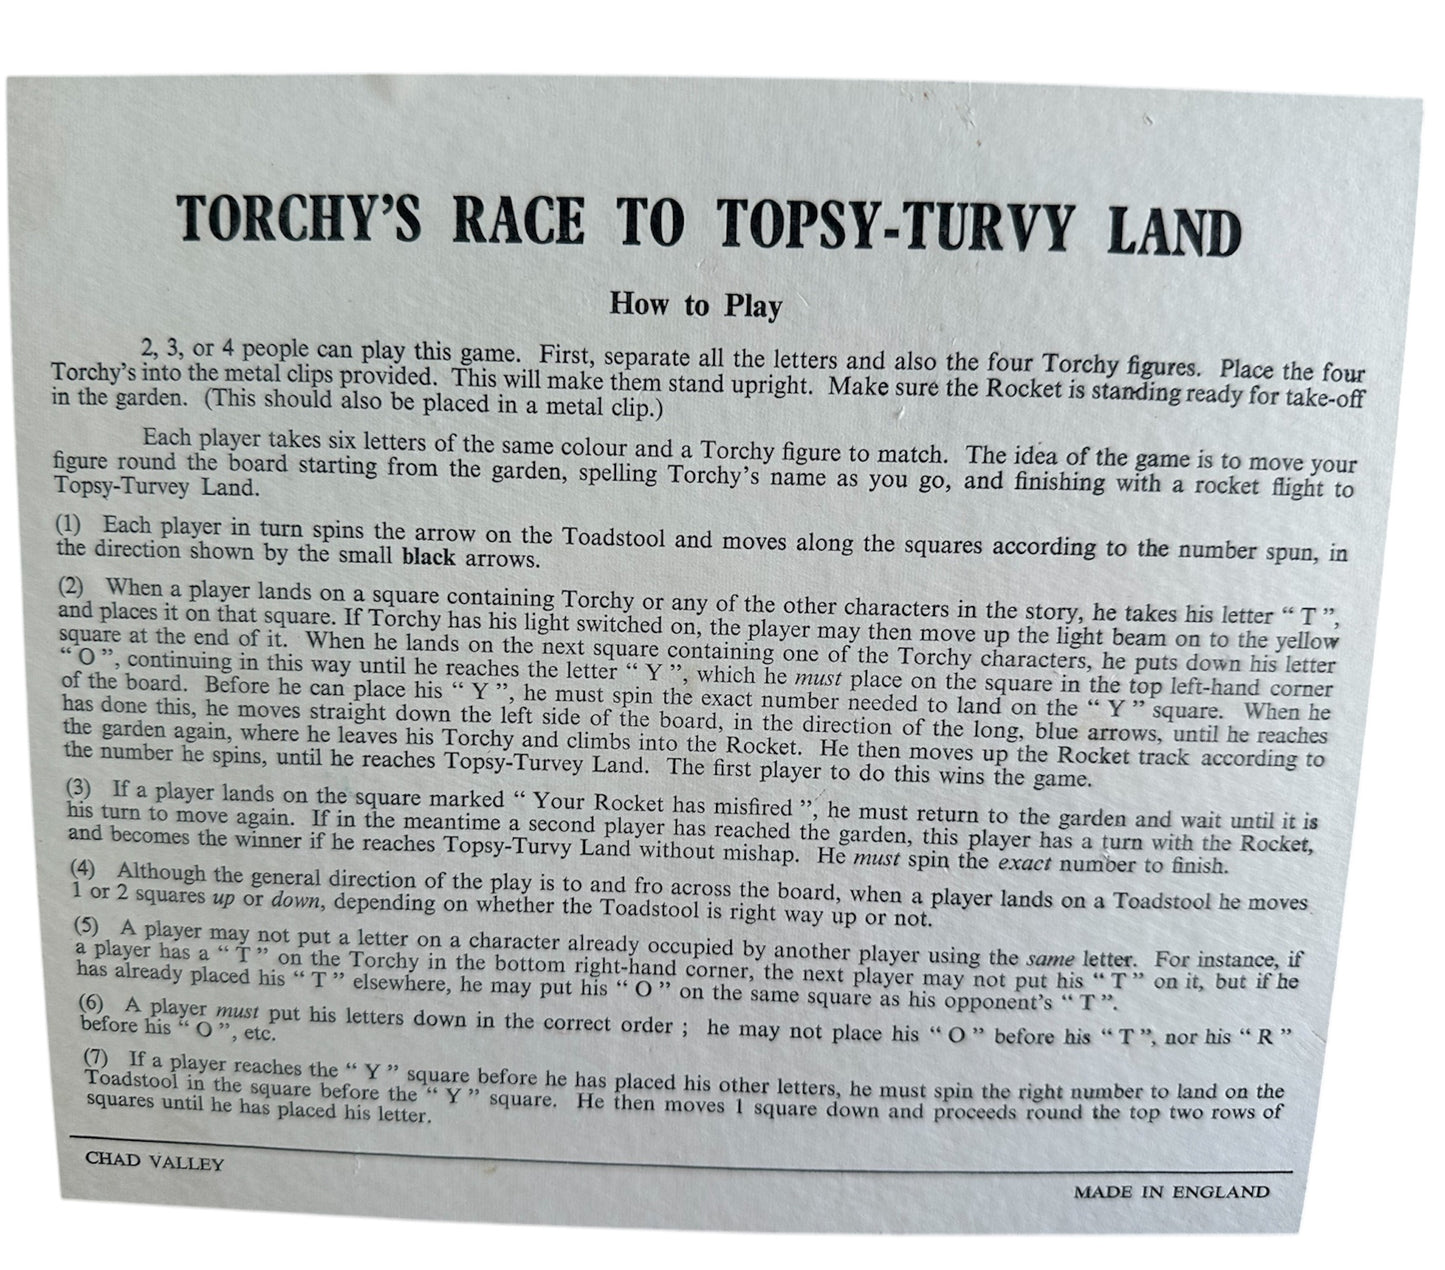 TORCHY'S RACE TO TOPSY-TURVY LAND
How to Play
2, 3, or 4 people can play this game. First, separate all the letters and also the four Torchy figures. Place the four
Torchy's into the metal clips provided. This will make them stand upright. Make sure the Rocket is standing ready for take-off
in the garden. (This should also be placed in a metal clip.)
Each player takes six letters of the same colour and a Torchy figure to match. The idea of the game is to move your
figure round the board starting from the garden, spelling Torchy's name as you go, and finishing with a rocket flight to
Topsy-Turvey Land.
(1) Each player in turn spins the arrow on the Toadstool and moves along the squares according to the number spun, in
the direction shown by the small black arrows.
(2) When a player lands on a square containing Torchy or any of the other characters in the story, he takes his letter “ T ”,
and places it on that square. If Torchy has his light switched on, the player may then move up the light beam on to the yellow
square at the end of it. When he lands on the next square containing one of the Torchy characters, he puts down his letter
“ O ”, continuing in this way until he reaches the letter “ Y ”, which he must place on the square in the top left-hand corner
of the board. Before he can place his “ Y ”, he must spin the exact number needed to land on the “ Y ” square. When he
has done this, he moves straight down the left side of the board, in the direction of the long, blue arrows, until he reaches
the garden again, where he leaves his Torchy and climbs into the Rocket. He then moves up the Rocket track according to
the number he spins, until he reaches Topsy-Turvey Land. The first player to do this wins the game.
(3) If a player lands on the square marked “ Your Rocket has misfired ”, he must return to the garden and wait until it is
his turn to move again. If in the meantime a second player has reached the garden, this player has a turn with the Rocket,
and becomes the winner if he reaches Topsy-Turvy Land without mishap. He must spin the exact number to finish.
(4) Although the general direction of the play is to and fro across the board, when a player lands on a Toadstool he moves
1 or 2 squares up or down, depending on whether the Toadstool is right way up or not.
(5) A player may not put a letter on a character already occupied by another player using the same letter. For instance, if
a player has a “ T ” on the Torchy in the bottom right-hand corner, the next player may not put his “ T ” on it, but if he
has already placed his “ T ” elsewhere, he may put his “ O ” on the same square as his opponent's “ T ”.
(6) A player must put his letters down in the correct order ; he may not place his “ O ” before his “ T ”, nor his “ R ”
before his “ O ”, etc.
(7) If a player reaches the “ Y ” square before he has placed his other letters, he must spin the right number to land on the
Toadstool in the square before the “ Y ” square. He then moves 1 square down and proceeds round the top two rows of
squares until he has placed his letter.
CHAD VALLEY
MADE IN ENGLAND